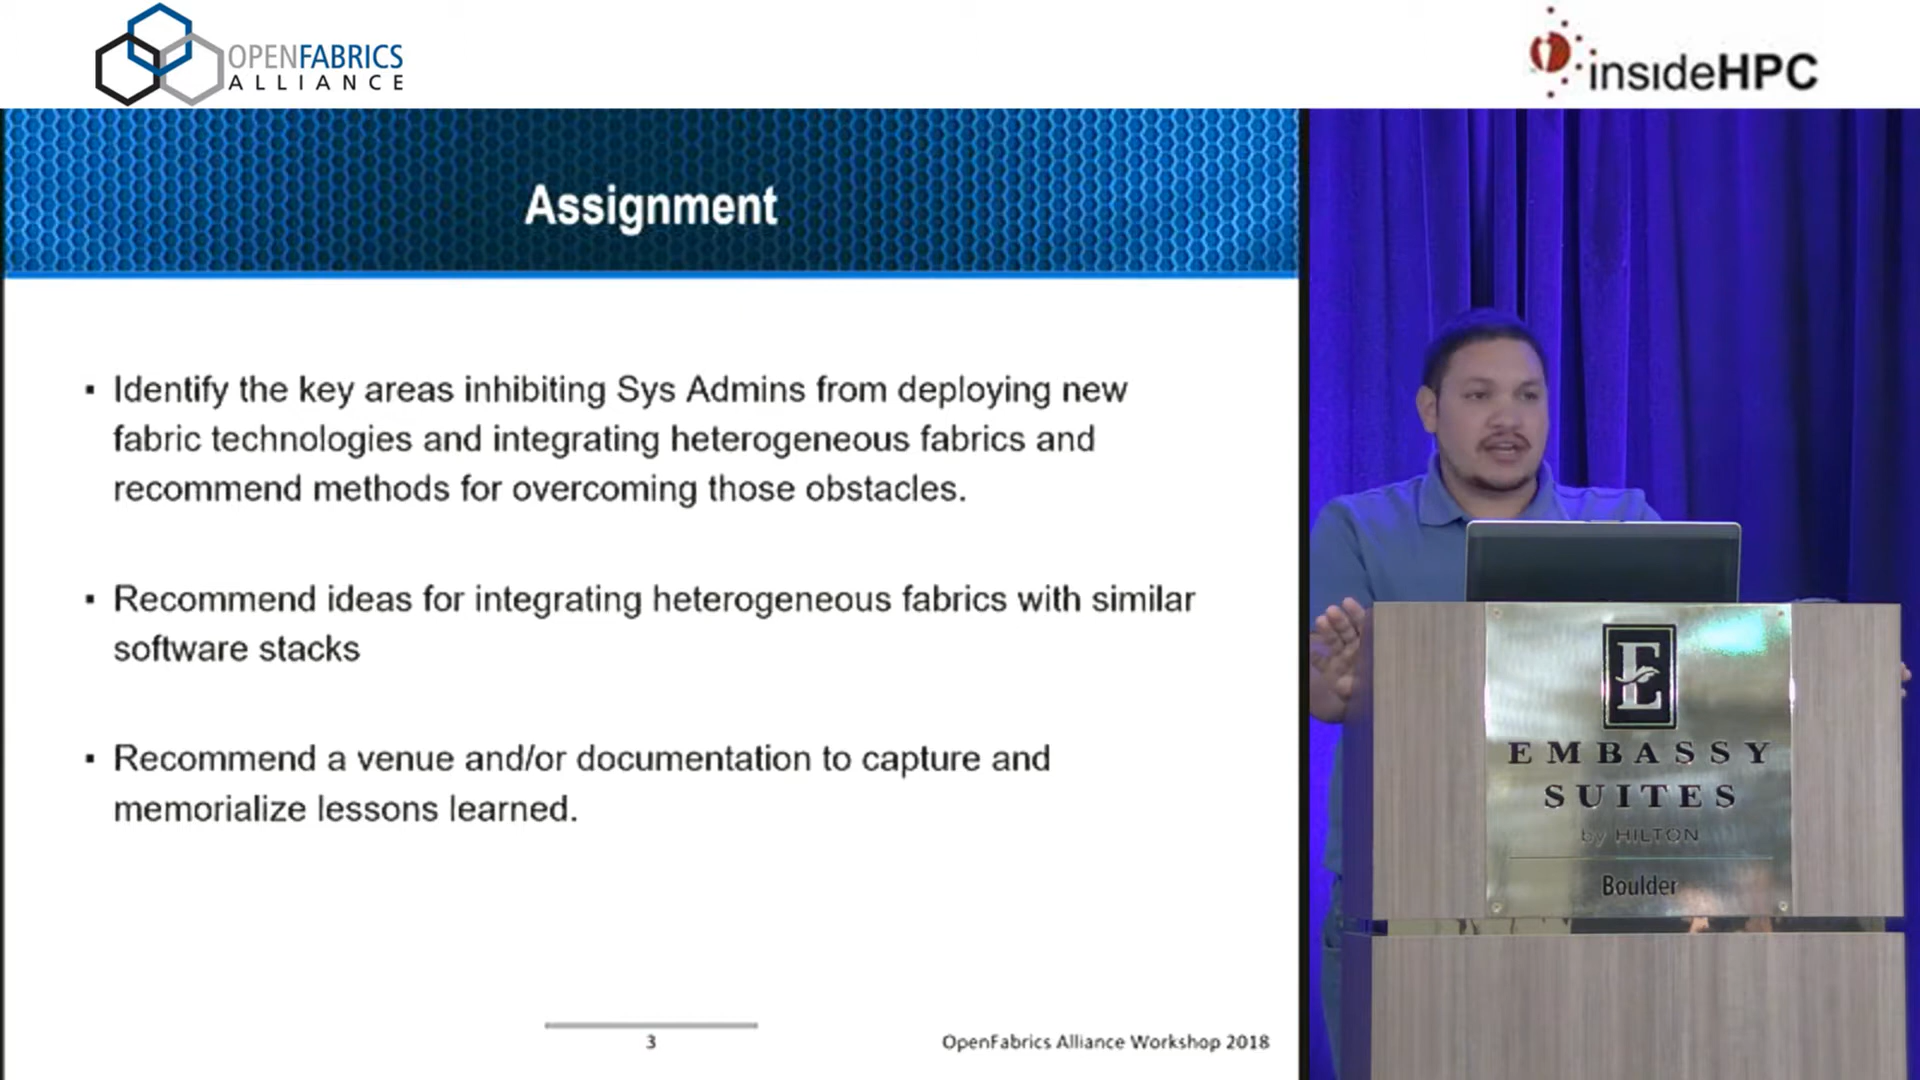 OPENFABRICS
ALLIANCE
insideHPC
Assignment
▪ Identify the key areas inhibiting Sys Admins from deploying new
fabric technologies and integrating heterogeneous fabrics and
recommend methods for overcoming those obstacles.
▪ Recommend ideas for integrating heterogeneous fabrics with similar
software stacks
▪ Recommend a venue and/or documentation to capture and
memorialize lessons learned.
3
OpenFabrics Alliance Workshop 2018
E
EMBASSY
SUITES
by HILTON
Boulder